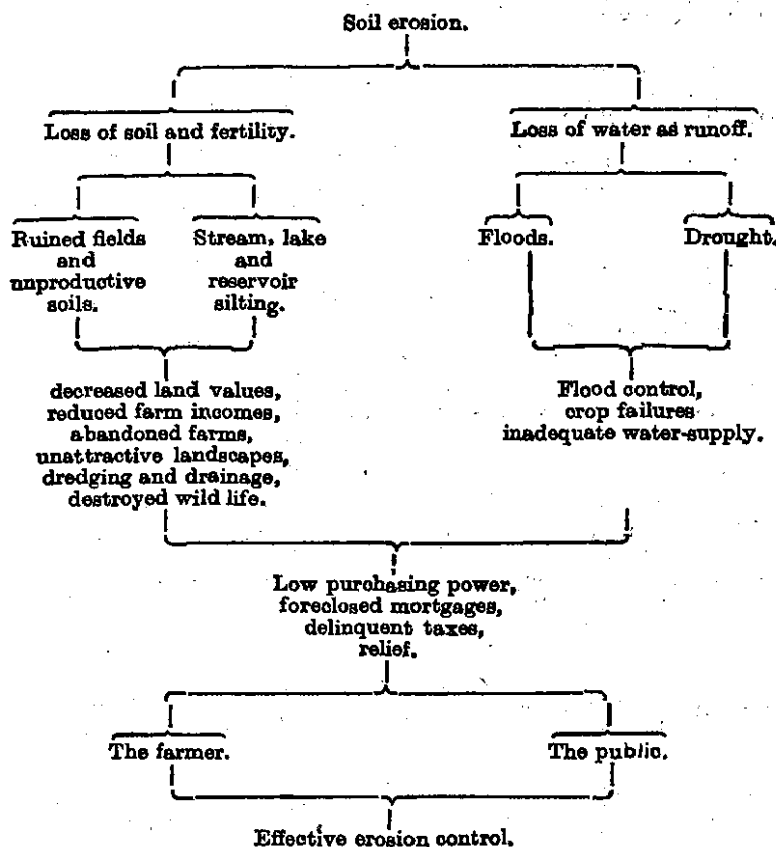 Soil erosion.
Loss of soil and fertility.
Loss of water as runoff.
Ruined fields
and
unproductive
soils.
Stream, lake
and
reservoir
silting.
Floods.
Drought.
decreased land values,
reduced farm incomes,
abandoned farms,
unattractive landscapes,
dredging and drainage,
destroyed wild life.
Flood control,
crop failures
inadequate water-supply.
Low purchasing power,
foreclosed mortgages,
delinquent taxes,
relief.
The farmer.
The public.
Effective erosion control.